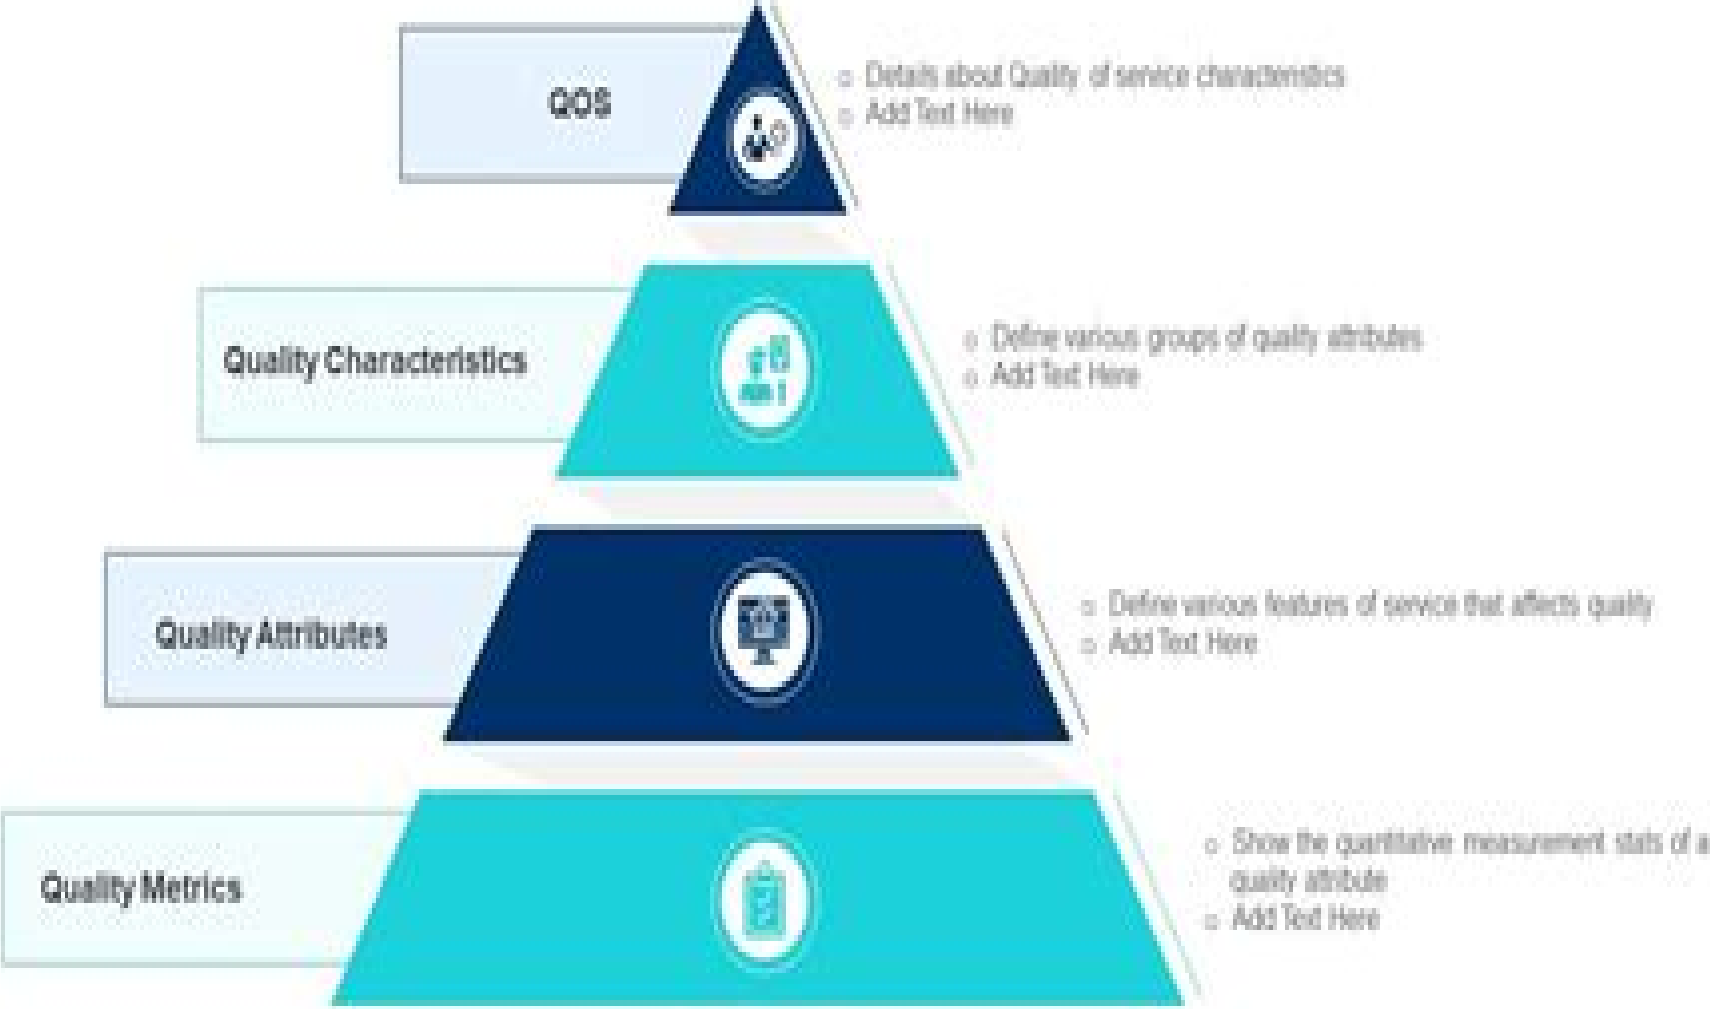 QOS
o Details about Quality of service characteristics
o Add Text Here
Quality Characteristics
o Define various groups of quality attributes
o Add Text Here
Quality Attributes
o Define various features of service that affects quality
o Add Text Here
Quality Metrics
o Show the quantitative measurement stats of a
quality attribute
o Add Text Here